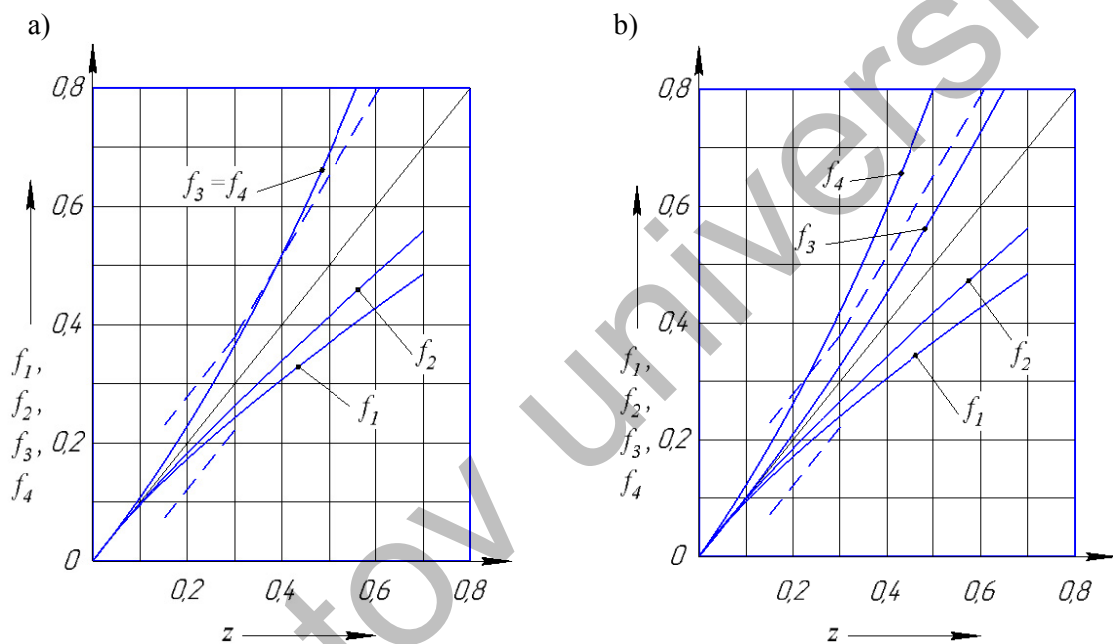 a)
0,8
0,6
0,4
0,2
0
f3=f4
f2
f1
f1,
f2,
f3,
f4
0,2 0,4 0,6 0,8
z
b)
0,8
0,6
0,4
0,2
0
f4
f3
f2
f1
f1,
f2,
f3,
f4
0,2 0,4 0,6 0,8
z
tov universi